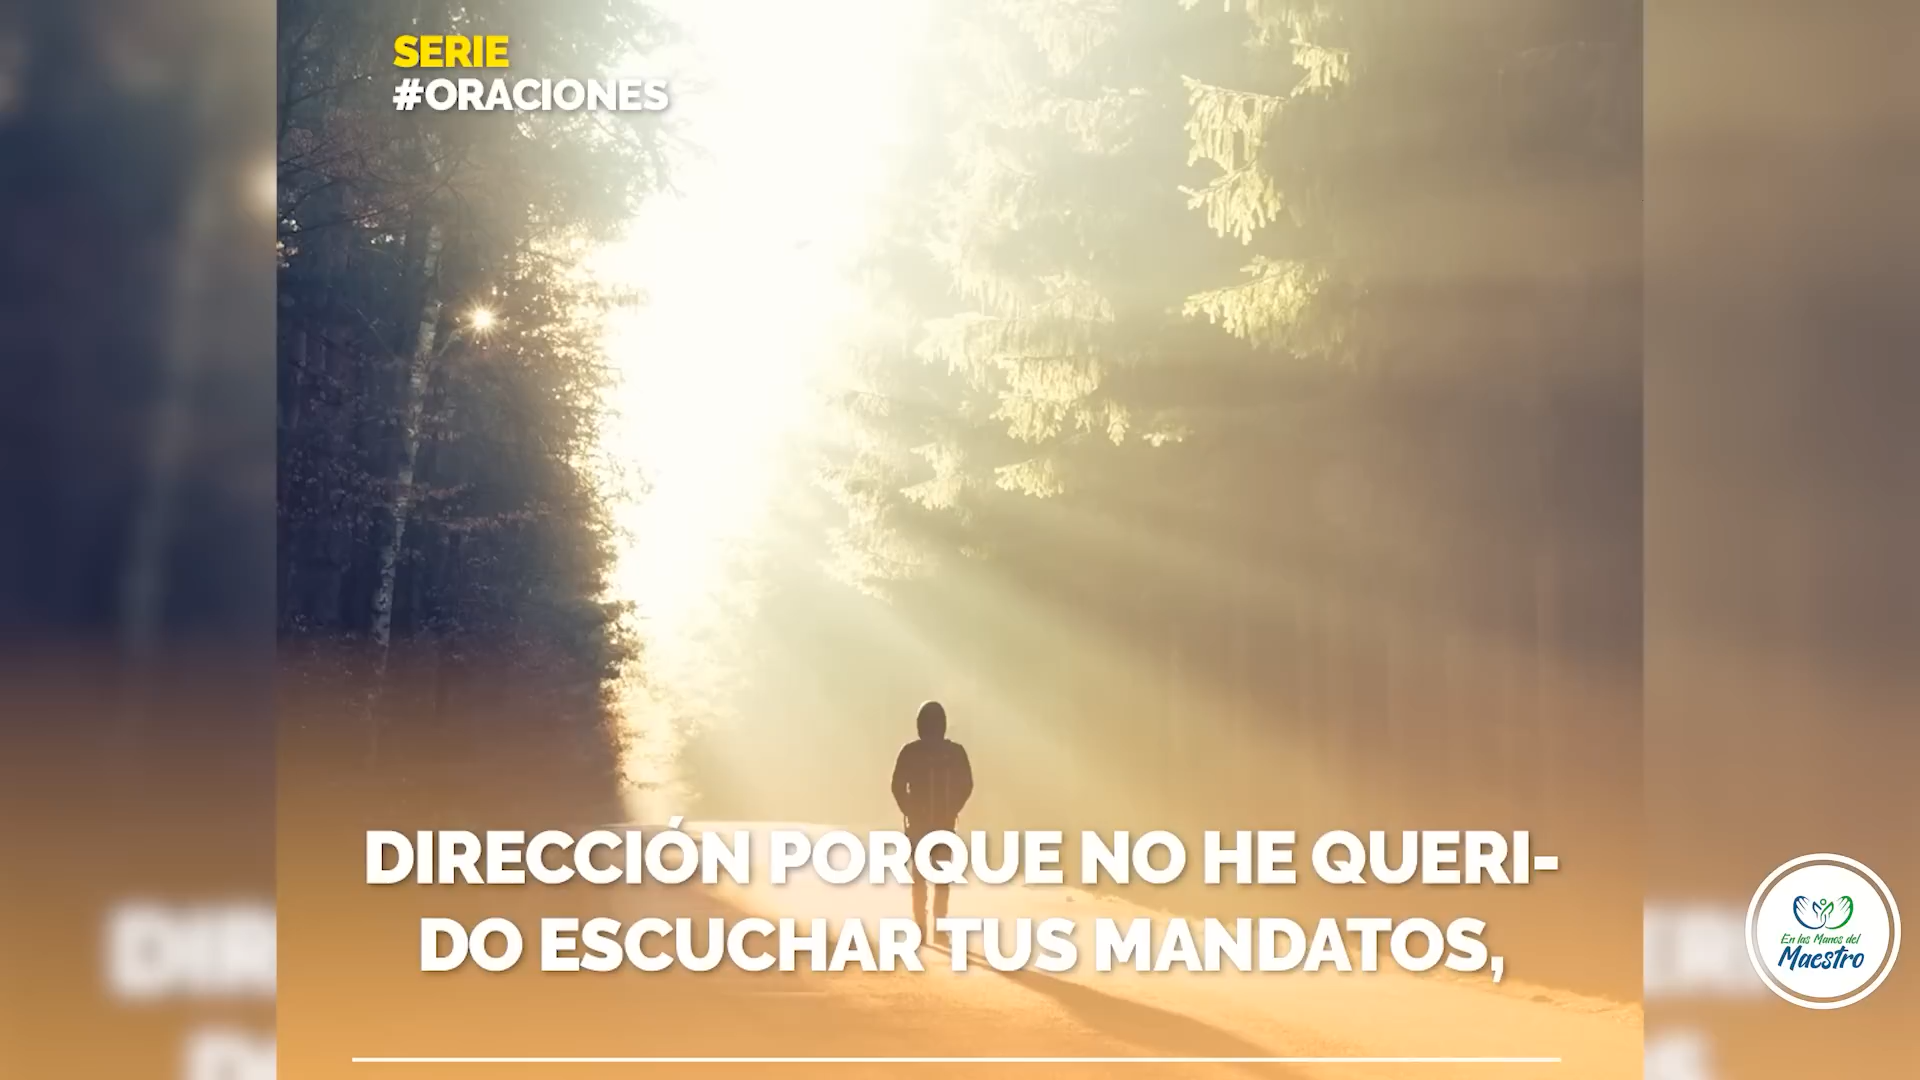 SERIE
#ORACIONES
DIRECCIÓN PORQUE NO HE QUERI-
DO ESCUCHAR TUS MANDATOS,
En las Manos del
Maestro